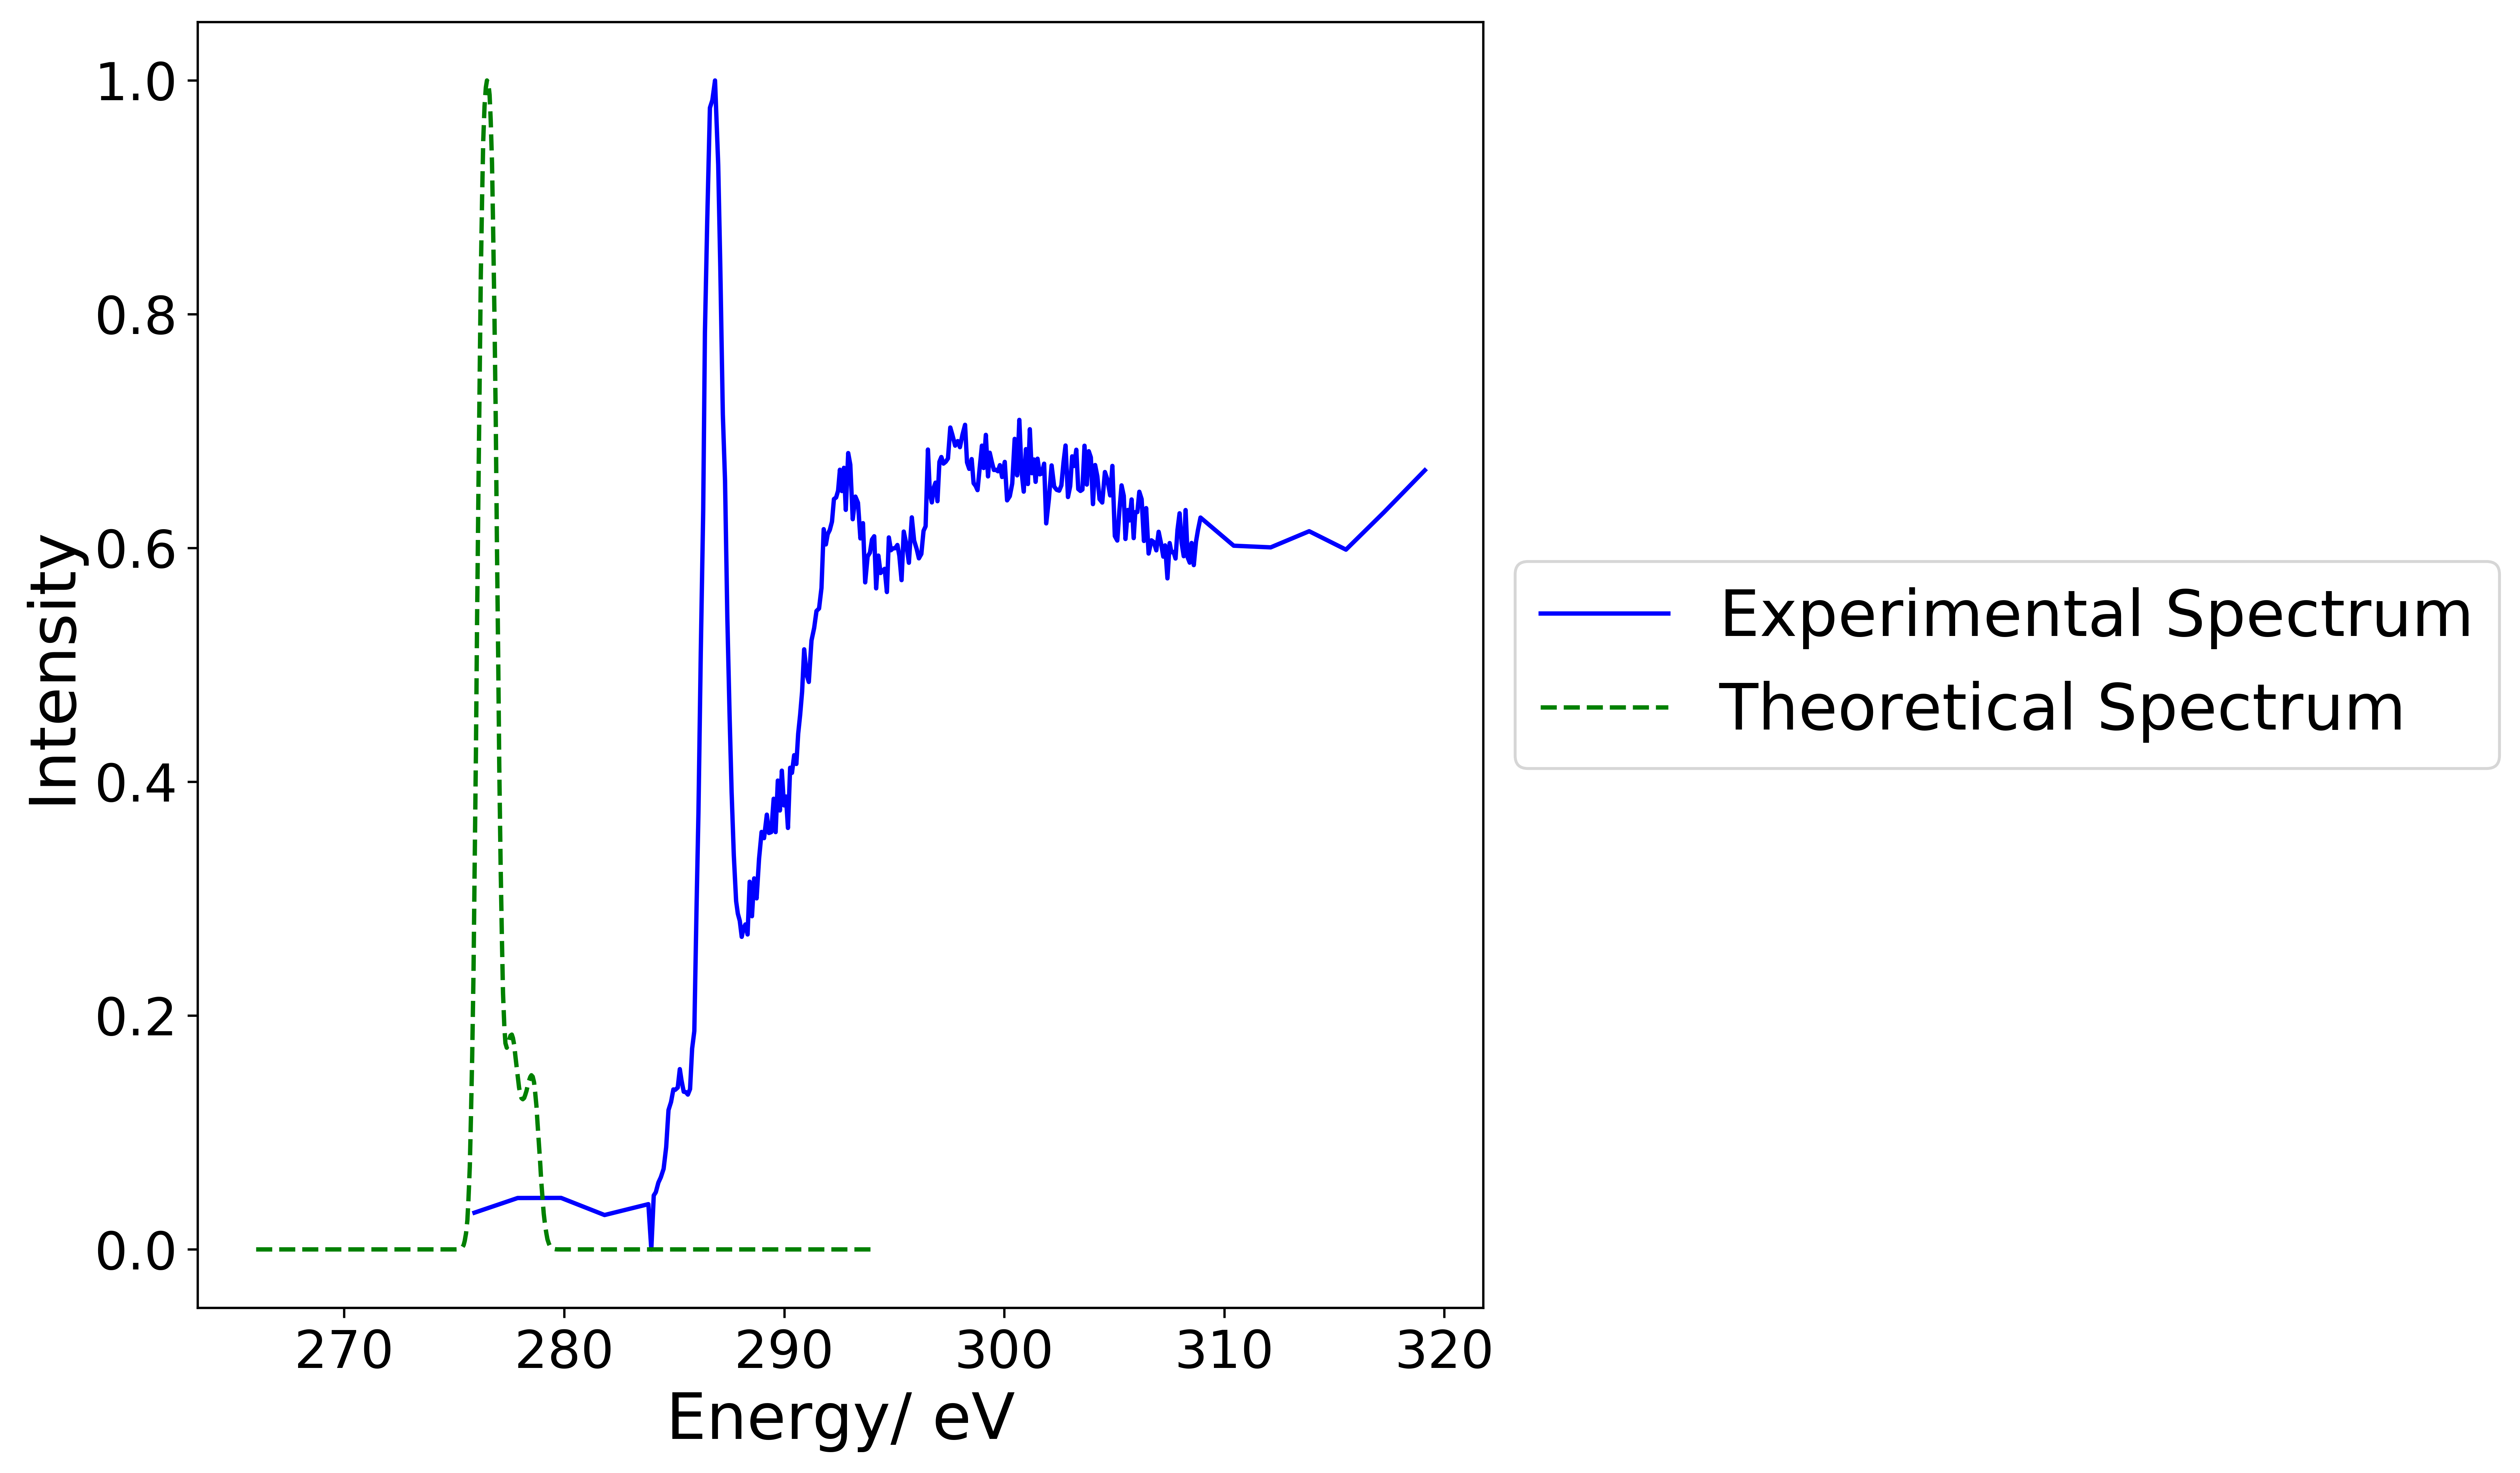 1.0
0.8
0.6
0.4
0.2
0.0
Intensity
270 280 290 300 310 320
Energy/ eV
Experimental Spectrum
Theoretical Spectrum